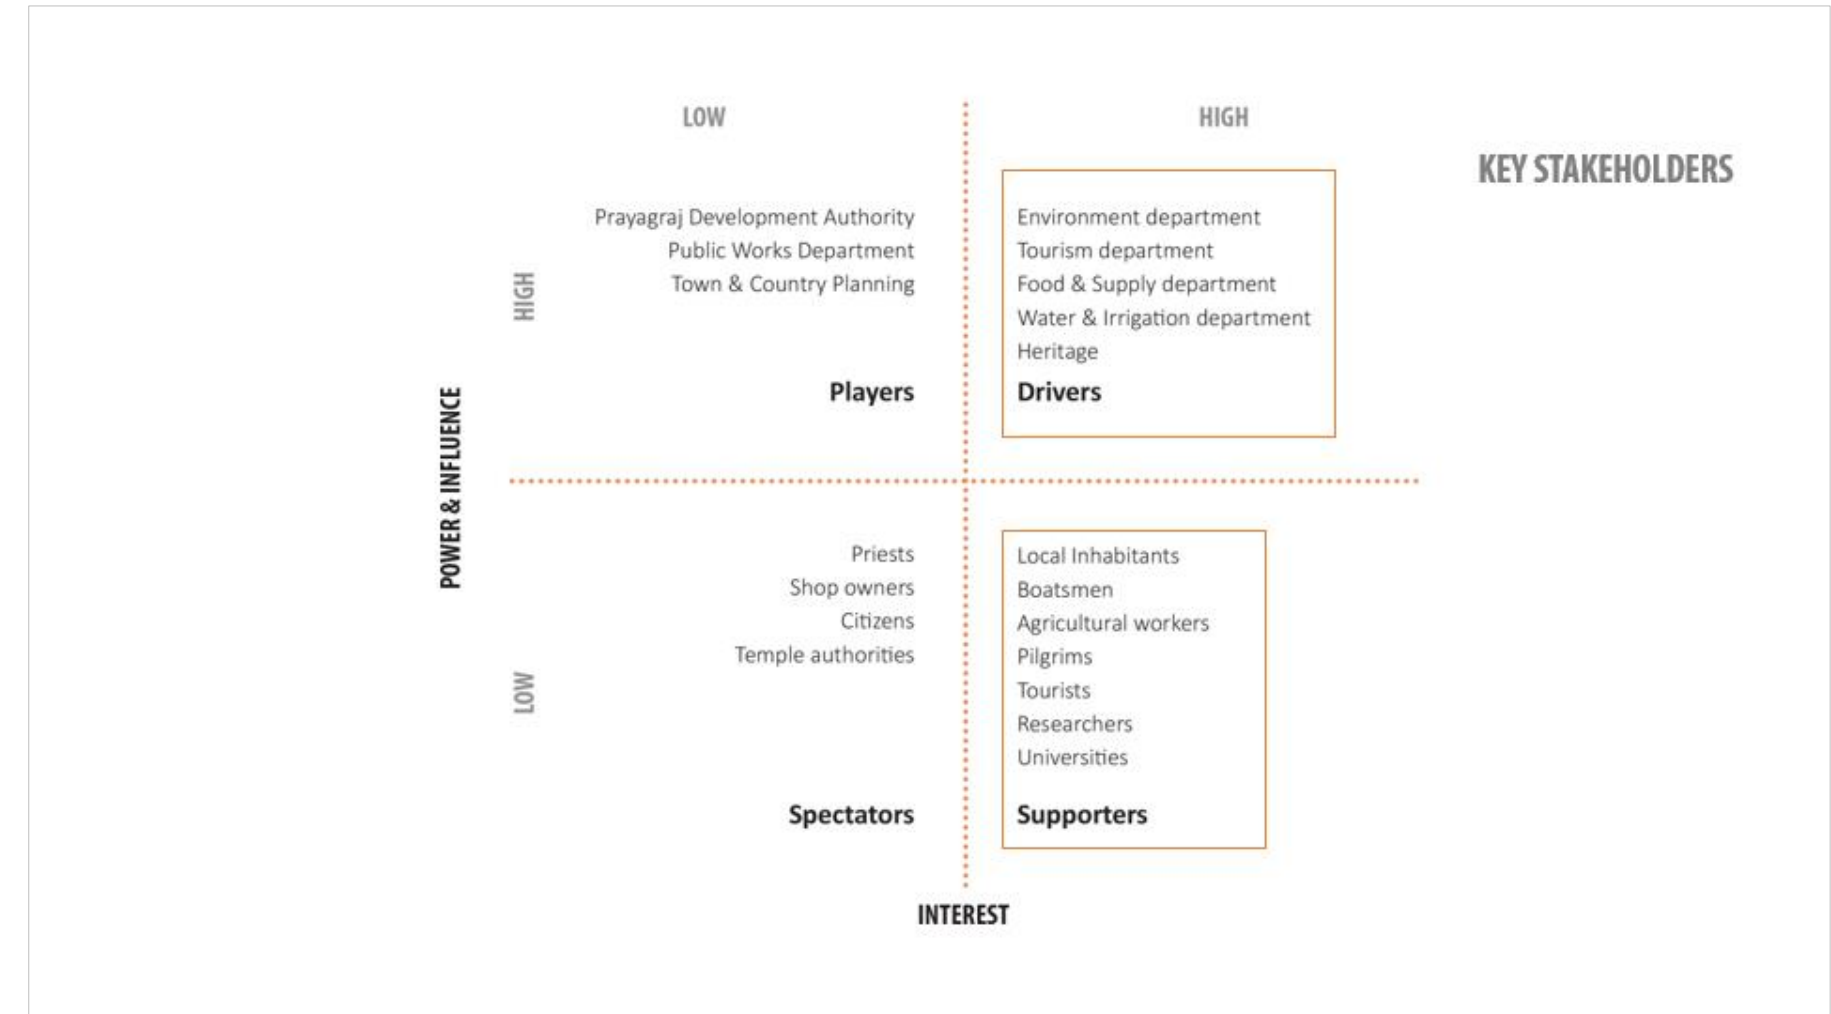 LOW
HIGH
KEY STAKEHOLDERS
HIGH
Prayagraj Development Authority
Public Works Department
Town & Country Planning
Players
Environment department
Tourism department
Food & Supply department
Water & Irrigation department
Heritage
Drivers
POWER & INFLUENCE
LOW
Priests
Shop owners
Citizens
Temple authorities
Spectators
Local Inhabitants
Boatsmen
Agricultural workers
Pilgrims
Tourists
Researchers
Universities
Supporters
INTEREST